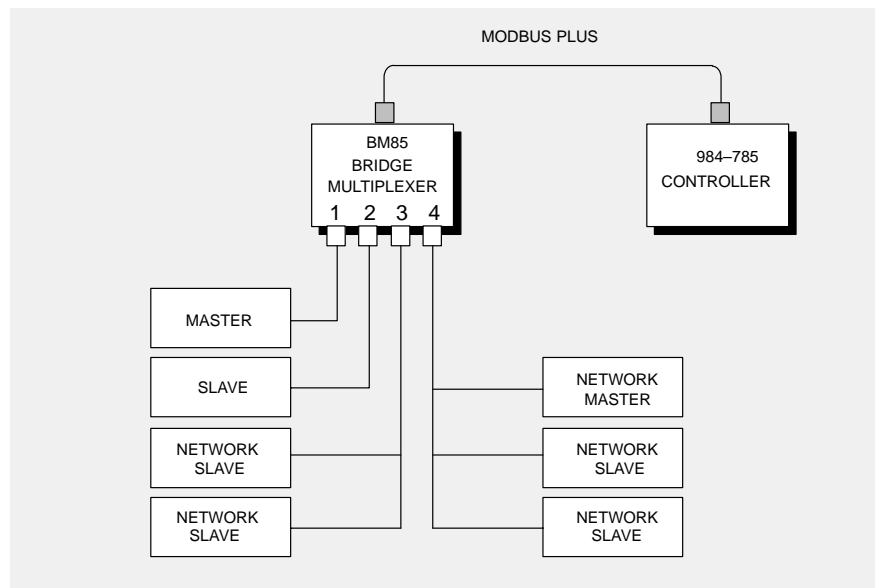 MODBUS PLUS
BM85
BRIDGE
MULTIPLEXER
1 2 3 4
984–785
CONTROLLER
MASTER
SLAVE
NETWORK
SLAVE
NETWORK
SLAVE
NETWORK
MASTER
NETWORK
SLAVE
NETWORK
SLAVE